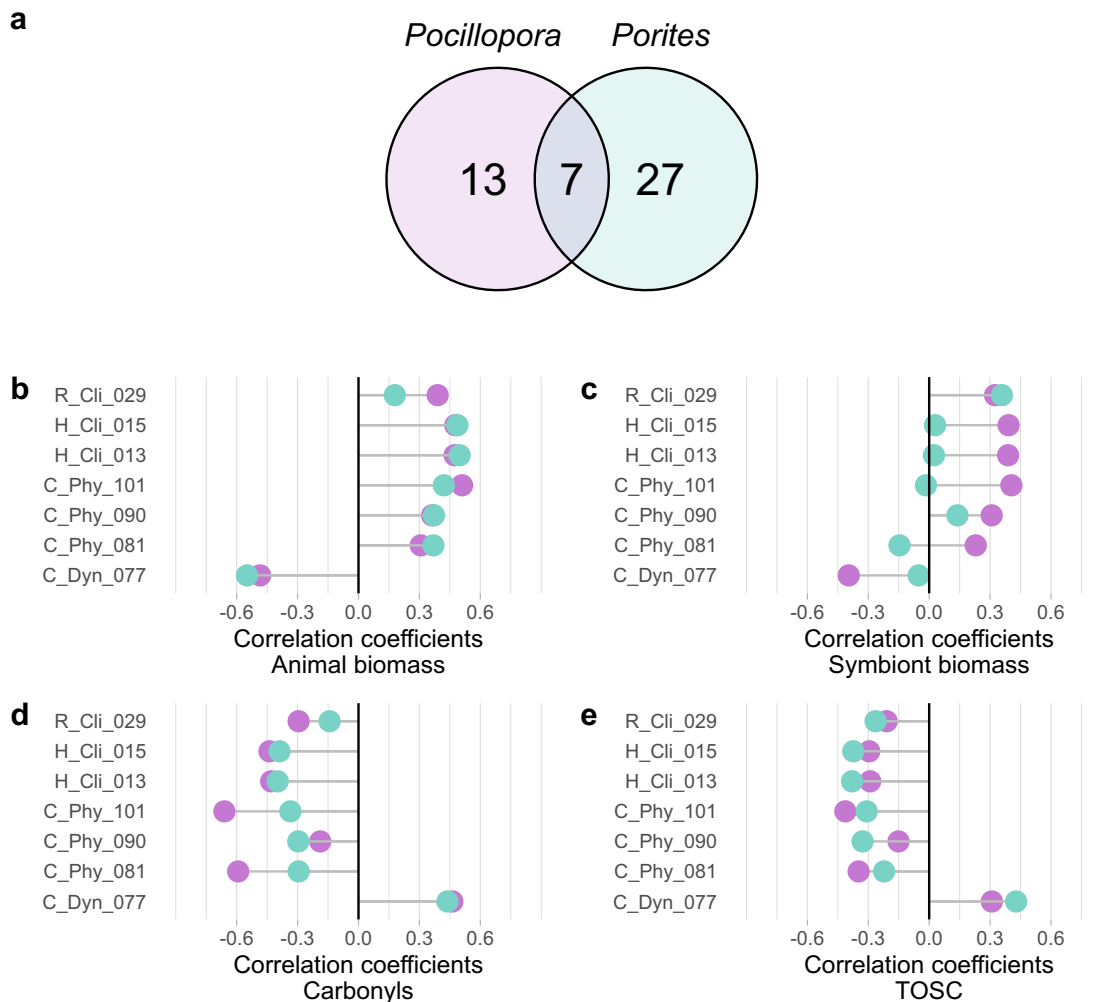 a
Pocillopora Porites
13 7 27
b
R_Cli_029
H_Cli_015
H_Cli_013
C_Phy_101
C_Phy_090
C_Phy_081
C_Dyn_077
-0.6 -0.3 0.0 0.3 0.6
Correlation coefficients
Animal biomass
c
R_Cli_029
H_Cli_015
H_Cli_013
C_Phy_101
C_Phy_090
C_Phy_081
C_Dyn_077
-0.6 -0.3 0.0 0.3 0.6
Correlation coefficients
Symbiont biomass
d
R_Cli_029
H_Cli_015
H_Cli_013
C_Phy_101
C_Phy_090
C_Phy_081
C_Dyn_077
-0.6 -0.3 0.0 0.3 0.6
Correlation coefficients
Carbonyls
e
R_Cli_029
H_Cli_015
H_Cli_013
C_Phy_101
C_Phy_090
C_Phy_081
C_Dyn_077
-0.6 -0.3 0.0 0.3 0.6
Correlation coefficients
TOSC